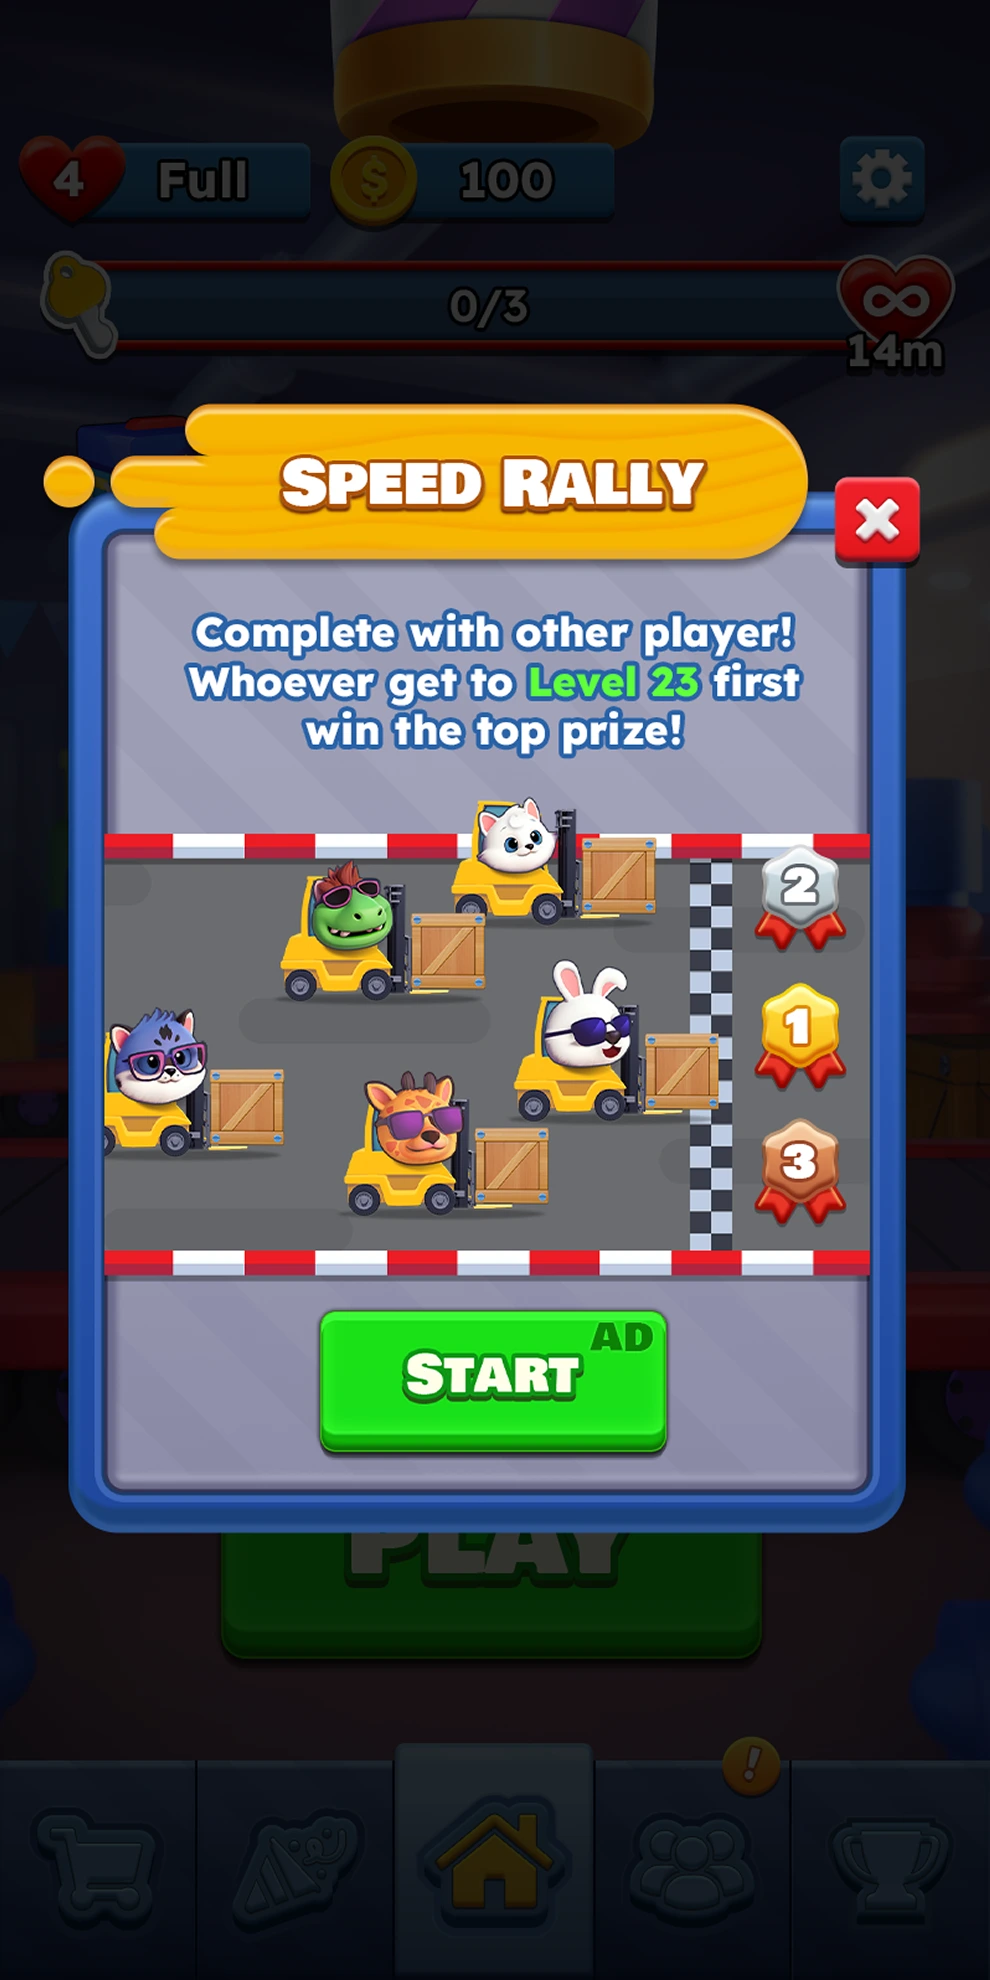 4 Full
100
0/3
14m
SPEED RALLY
Complete with other player!
Whoever get to Level 23 first
win the top prize!
2
1
3
AD
START
PLAY
!